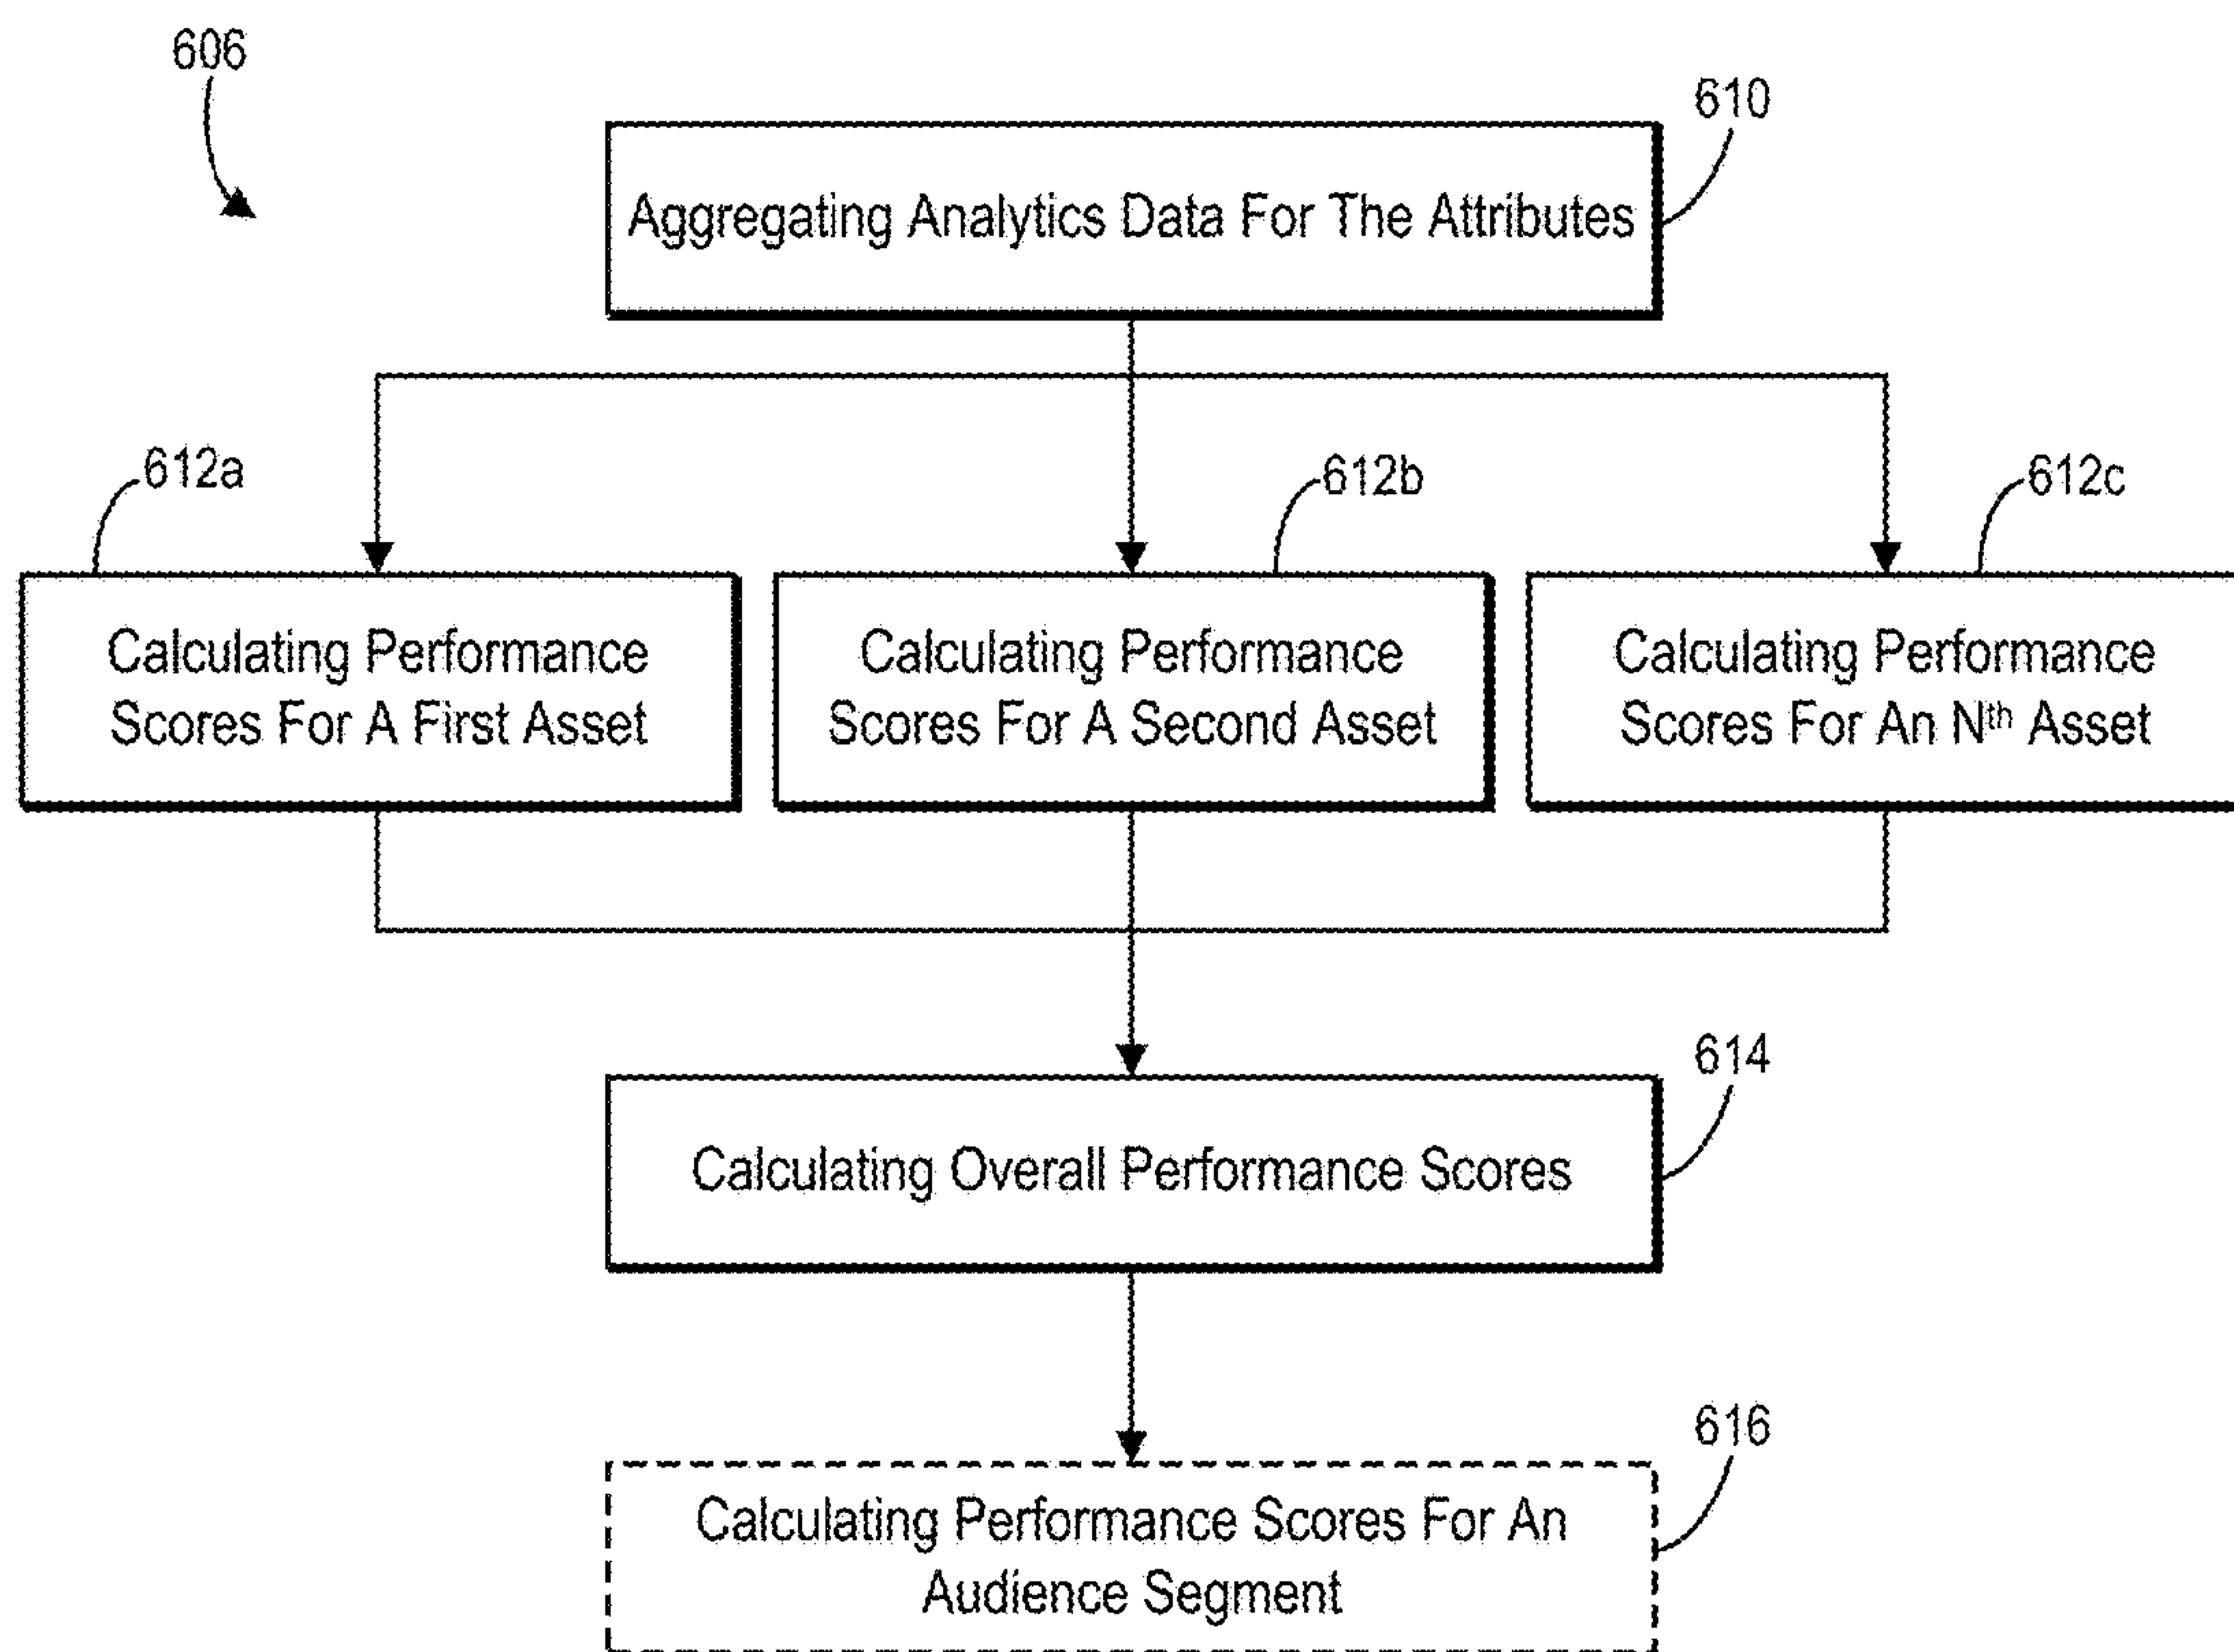 606
610
Aggregating Analytics Data For The Attributes
612a
612b
612c
Calculating Performance
Scores For A First Asset
Calculating Performance
Scores For A Second Asset
Calculating Performance
Scores For An Nth Asset
614
Calculating Overall Performance Scores
616
Calculating Performance Scores For An
Audience Segment